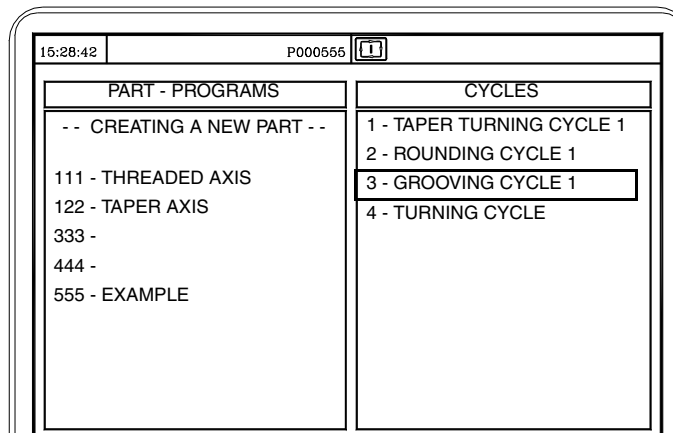 15:28:42 P000555
PART - PROGRAMS
- - CREATING A NEW PART - -
111 - THREADED AXIS
122 - TAPER AXIS
333 -
444 -
555 - EXAMPLE
CYCLES
1 - TAPER TURNING CYCLE 1
2 - ROUNDING CYCLE 1
3 - GROOVING CYCLE 1
4 - TURNING CYCLE